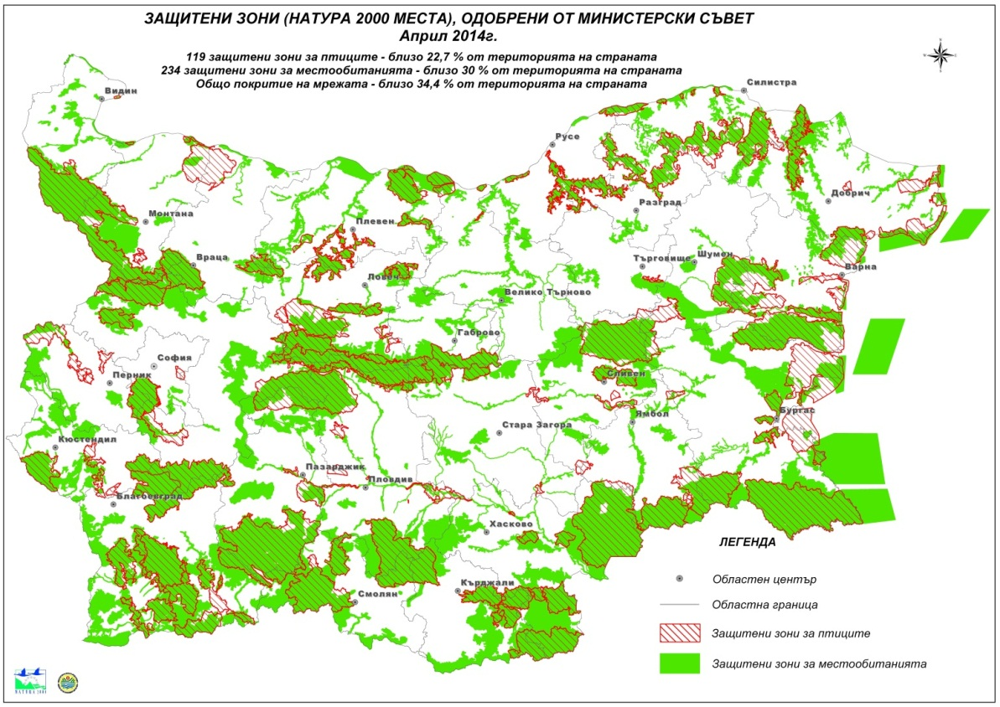 ЗАЩИТЕНИ ЗОНИ (НАТУРА 2000 МЕСТА), ОДОБРЕНИ ОТ МИНИСТЕРСКИ СЪВЕТ
Април 2014г.
119 защитени зони за птиците - близо 22,7 % от територията на страната
234 защитени зони за местообитанията - близо 30 % от територията на страната
Общо покритие на мрежата - близо 34,4 % от територията на страната
Видин
Силистра
Русе
Монтана
Плевен
Разград
Добрич
Враца
Ловеч
Търговище
Шумен
Варна
Велико Търново
Габрово
София
Перник
Сливен
Ямбол
Бургас
Стара Загора
Кюстендил
Пазарджик
Пловдив
Благоевград
Хасково
Кърджали
Смолян
ЛЕГЕНДА
Областен център
Областна граница
Защитени зони за птиците
Защитени зони за местообитанията
НАТУРА 2000